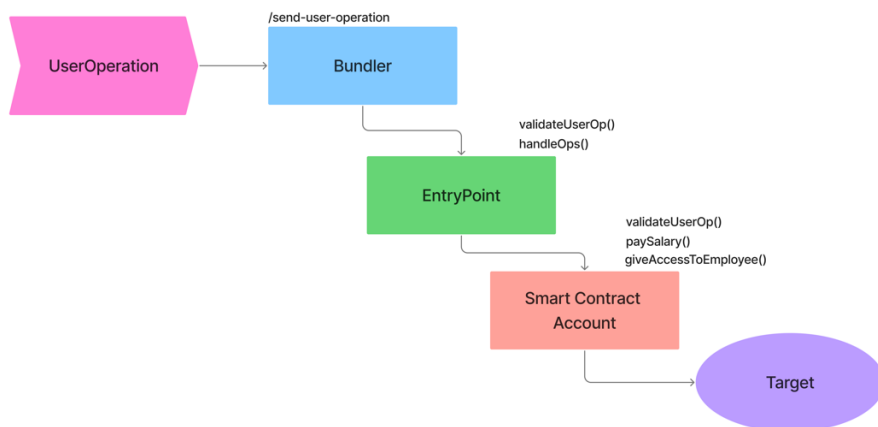 /send-user-operation
UserOperation
Bundler
validateUserOp()
handleOps()
EntryPoint
validateUserOp()
paySalary()
giveAccessToEmployee()
Smart Contract
Account
Target